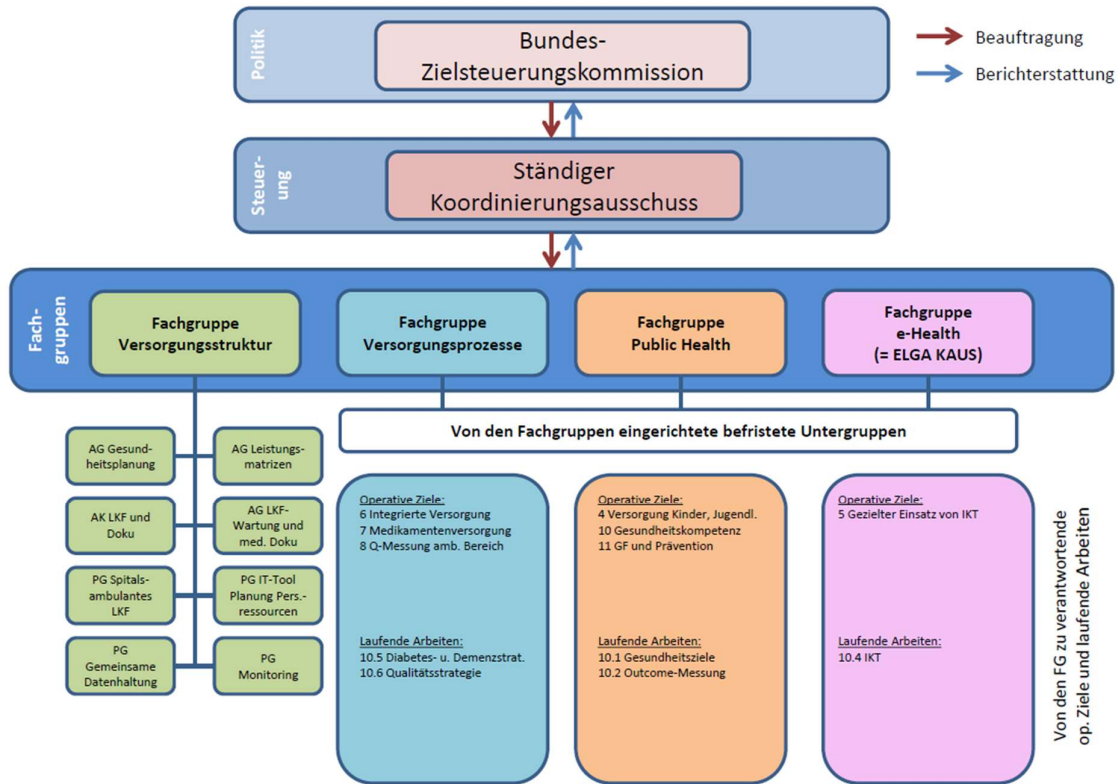 Politik
Bundes-
Zielsteuerungskommission
Beauftragung
Berichterstattung
Steuer-
ung
Ständiger
Koordinierungsausschuss
Fach-
gruppen
Fachgruppe
Versorgungsstruktur
Fachgruppe
Versorgungsprozesse
Fachgruppe
Public Health
Fachgruppe
e-Health
(= ELGA KAUS)
Von den Fachgruppen eingerichtete befristete Untergruppen
AG Gesund-
heitsplanung
AG Leistungs-
matrizen
AK LKF und
Doku
AG LKF-
Wartung und
med. Doku
PG Spitals-
ambulantes
LKF
PG IT-Tool
Planung Pers.-
ressourcen
PG
Gemeinsame
Datenhaltung
PG
Monitoring
Operative Ziele:
6 Integrierte Versorgung
7 Medikamentenversorgung
8 Q-Messung amb. Bereich
Laufende Arbeiten:
10.5 Diabetes- u. Demenzstrat.
10.6 Qualitätsstrategie
Operative Ziele:
4 Versorgung Kinder, Jugendl.
10 Gesundheitskompetenz
11 GF und Prävention
Laufende Arbeiten:
10.1 Gesundheitsziele
10.2 Outcome-Messung
Operative Ziele:
5 Gezielter Einsatz von IKT
Laufende Arbeiten:
10.4 IKT
Von den FG zu verantwortende
op. Ziele und laufende Arbeiten